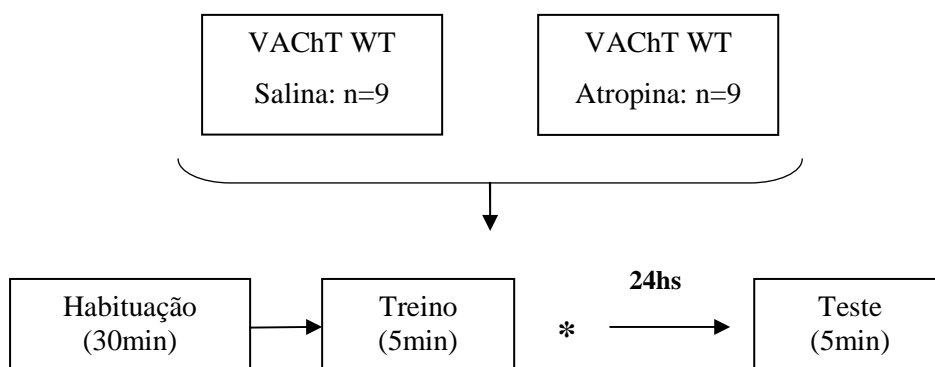 VAChT WT
Salina: n=9
VAChT WT
Atropina: n=9
Habituação
(30min)
Treino
(5min)
*
24hs
Teste
(5min)